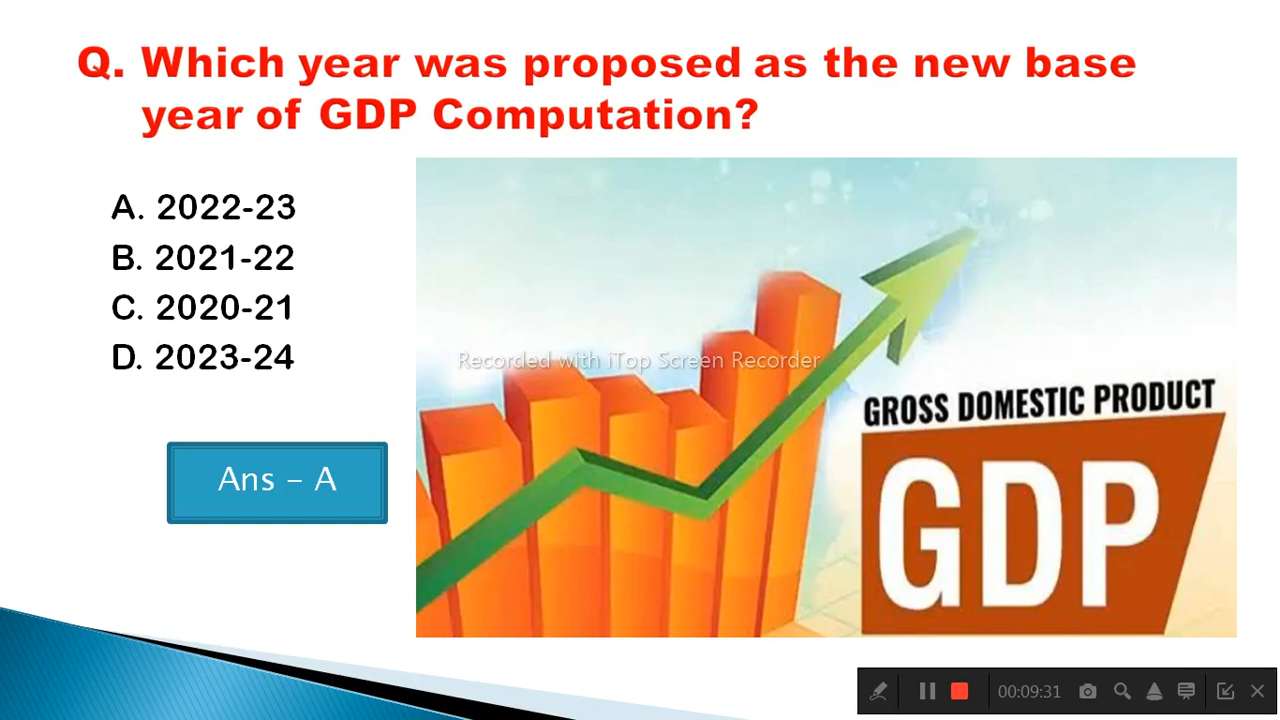 Q. Which year was proposed as the new base
year of GDP Computation?
A. 2022-23
B. 2021-22
C. 2020-21
D. 2023-24
Ans – A
Recorded with iTop Screen Recorder
GROSS DOMESTIC PRODUCT
GDP
00:09:31